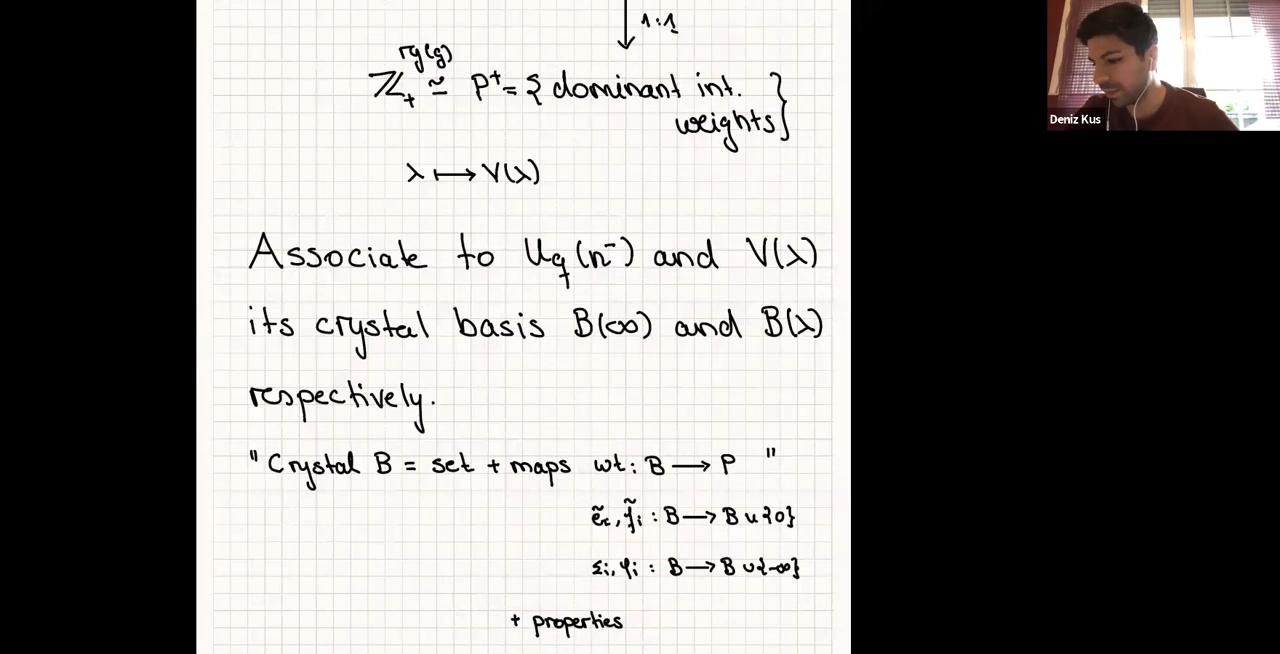 1:1
rg(g)
ℤ₊ ≅ P⁺ = { dominant int. weights }
λ ⟼ V(λ)
Associate to U_q(n⁻) and V(λ)
its crystal basis B(∞) and B(λ)
respectively.
"Crystal B = set + maps wt: B → P "
ẽᵢ, f̃ᵢ : B → B ∪ {0}
εᵢ, φᵢ : B → B ∪ {-∞}
+ properties
Deniz Kus